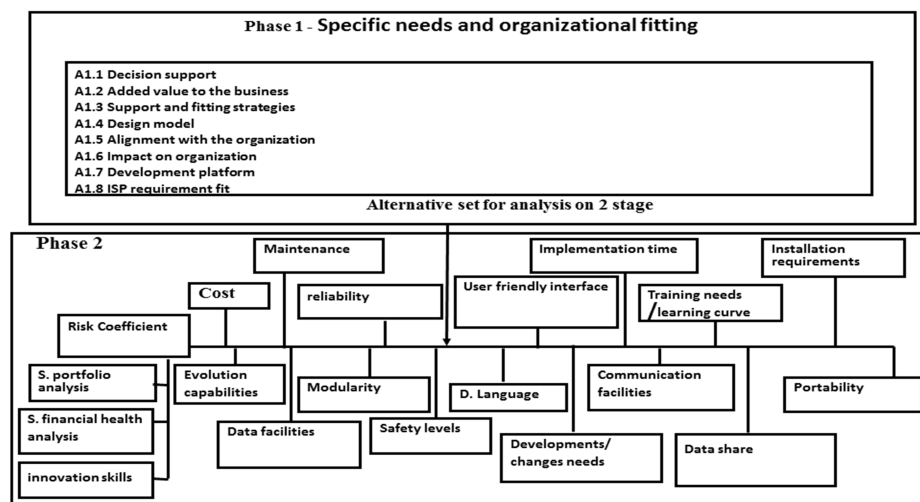 Phase 1 - Specific needs and organizational fitting
A1.1 Decision support
A1.2 Added value to the business
A1.3 Support and fitting strategies
A1.4 Design model
A1.5 Alignment with the organization
A1.6 Impact on organization
A1.7 Development platform
A1.8 ISP requirement fit
Alternative set for analysis on 2 stage
Phase 2
Maintenance
Implementation time
Installation
requirements
Cost
reliability
User friendly interface
Training needs
/learning curve
Risk Coefficient
S. portfolio
analysis
Evolution
capabilities
Modularity
D. Language
Communication
facilities
Portability
S. financial health
analysis
Data facilities
Safety levels
Developments/
changes needs
Data share
innovation skills